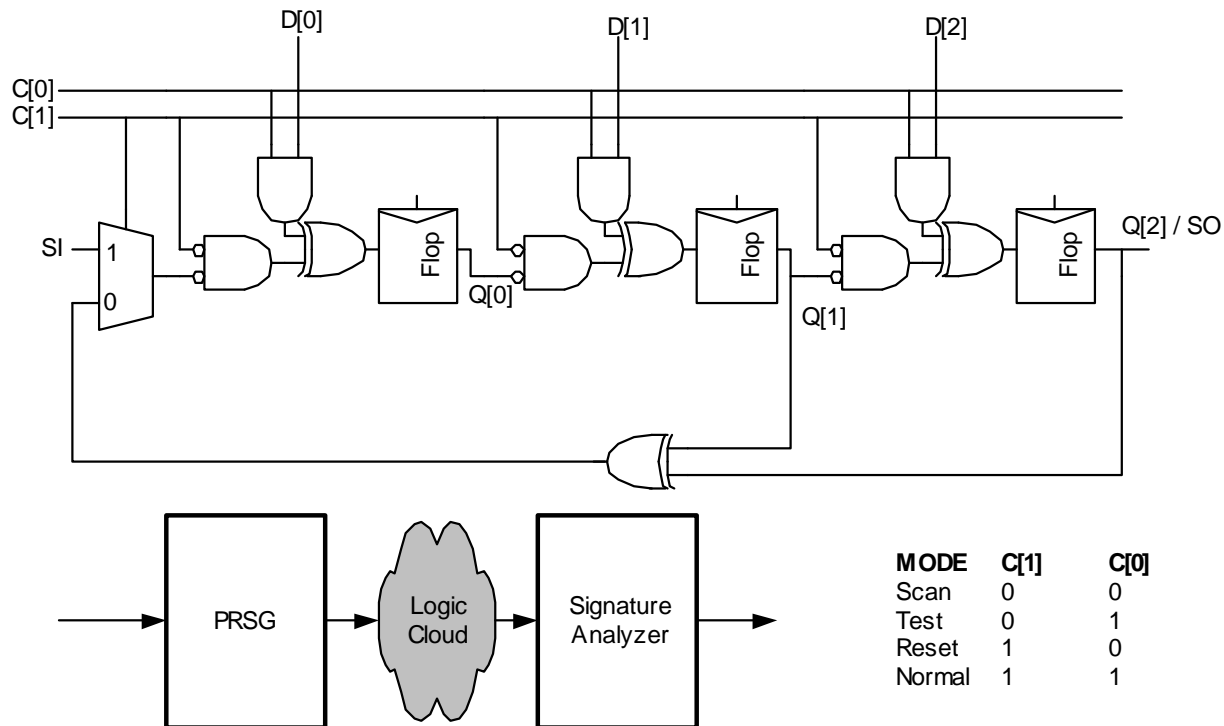 D[0]
D[1]
D[2]
C[0]
C[1]
SI
1
0
Flop
Q[0]
Flop
Q[1]
Flop
Q[2] / SO
PRSG
Logic
Cloud
Signature
Analyzer
MODE C[1] C[0]
Scan 0 0
Test 0 1
Reset 1 0
Normal 1 1